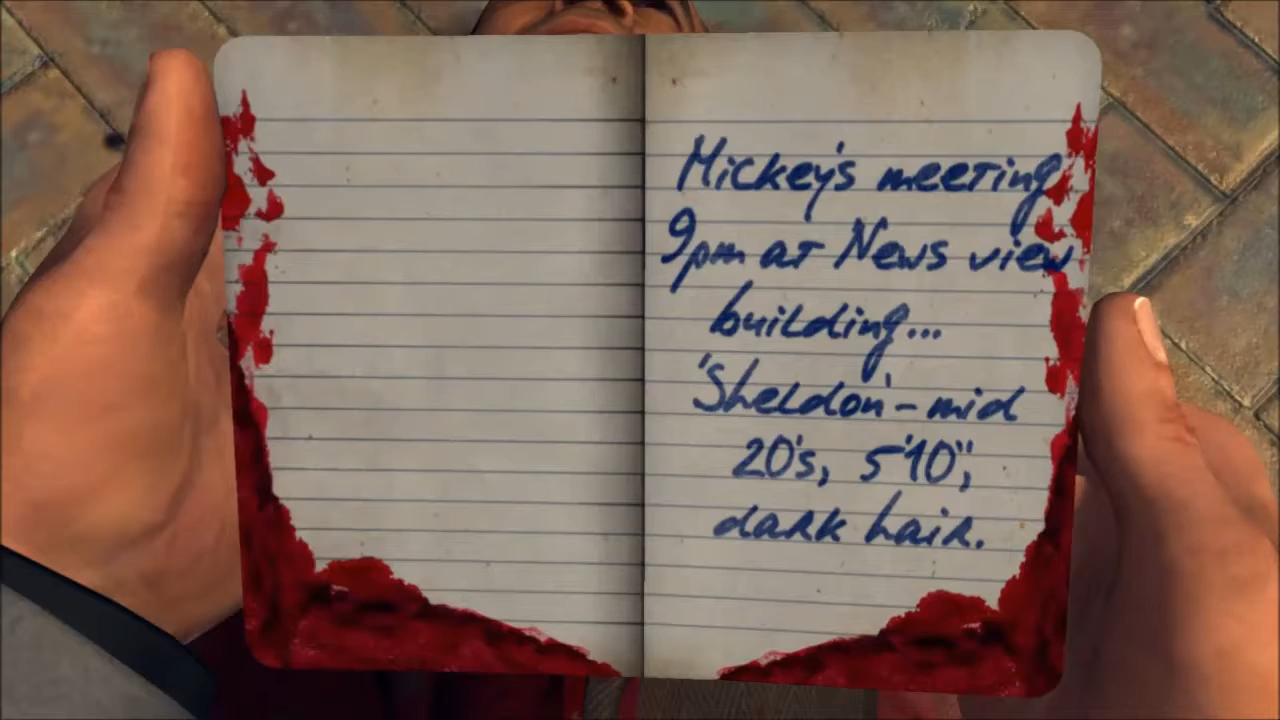 Mickey's meeting
9pm at News view
building...
'Sheldon' - mid
20's, 5'10",
dark hair.